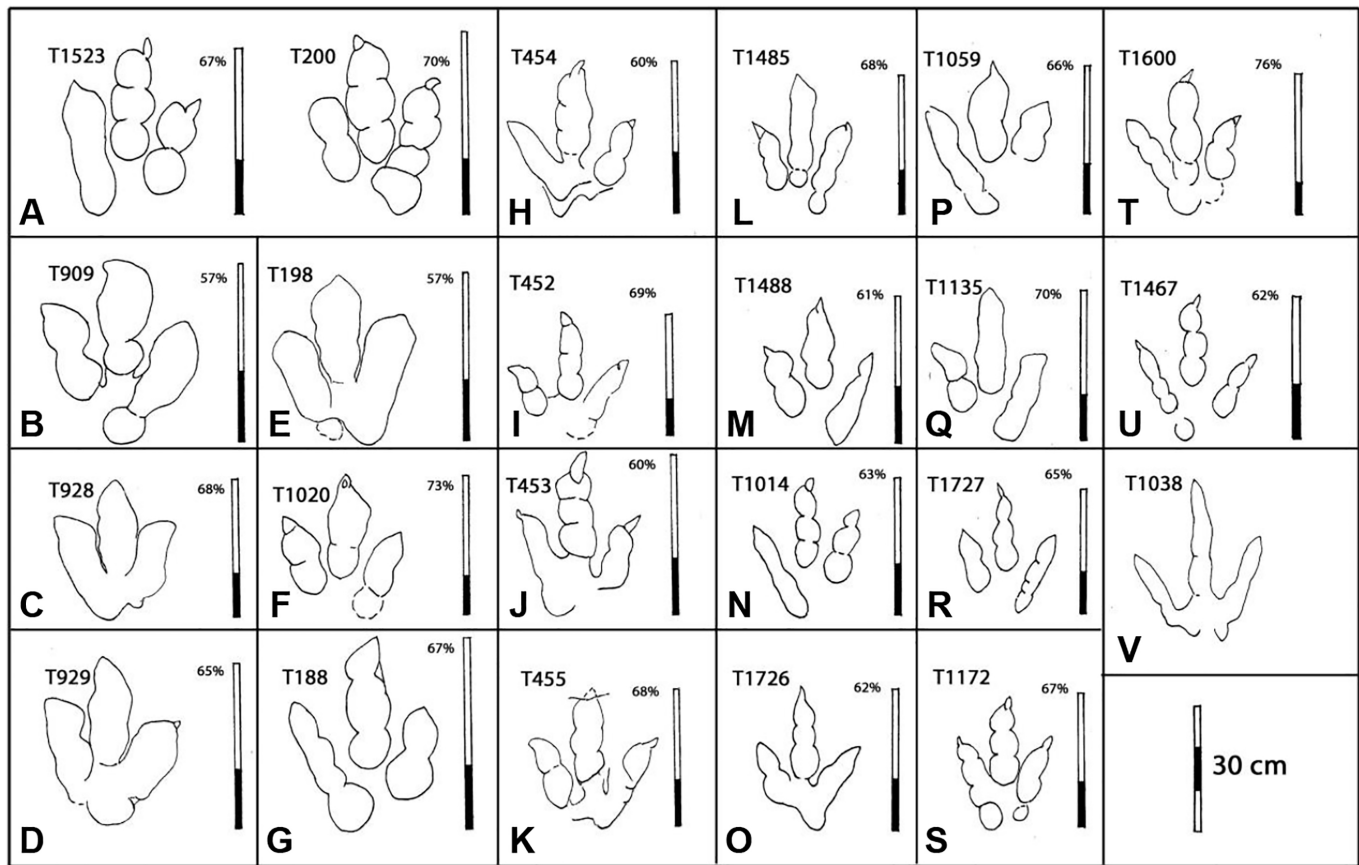 T1523 67% T200 70% A
T454 60% H
T1485 68% L
T1059 66% P
T1600 76% T
T909 57% B
T198 57% E
T452 69% I
T1488 61% M
T1135 70% Q
T1467 62% U
T928 68% C
T1020 73% F
T453 60% J
T1014 63% N
T1727 65% R
T1038 V
T929 65% D
T188 67% G
T455 68% K
T1726 62% O
T1172 67% S
30 cm